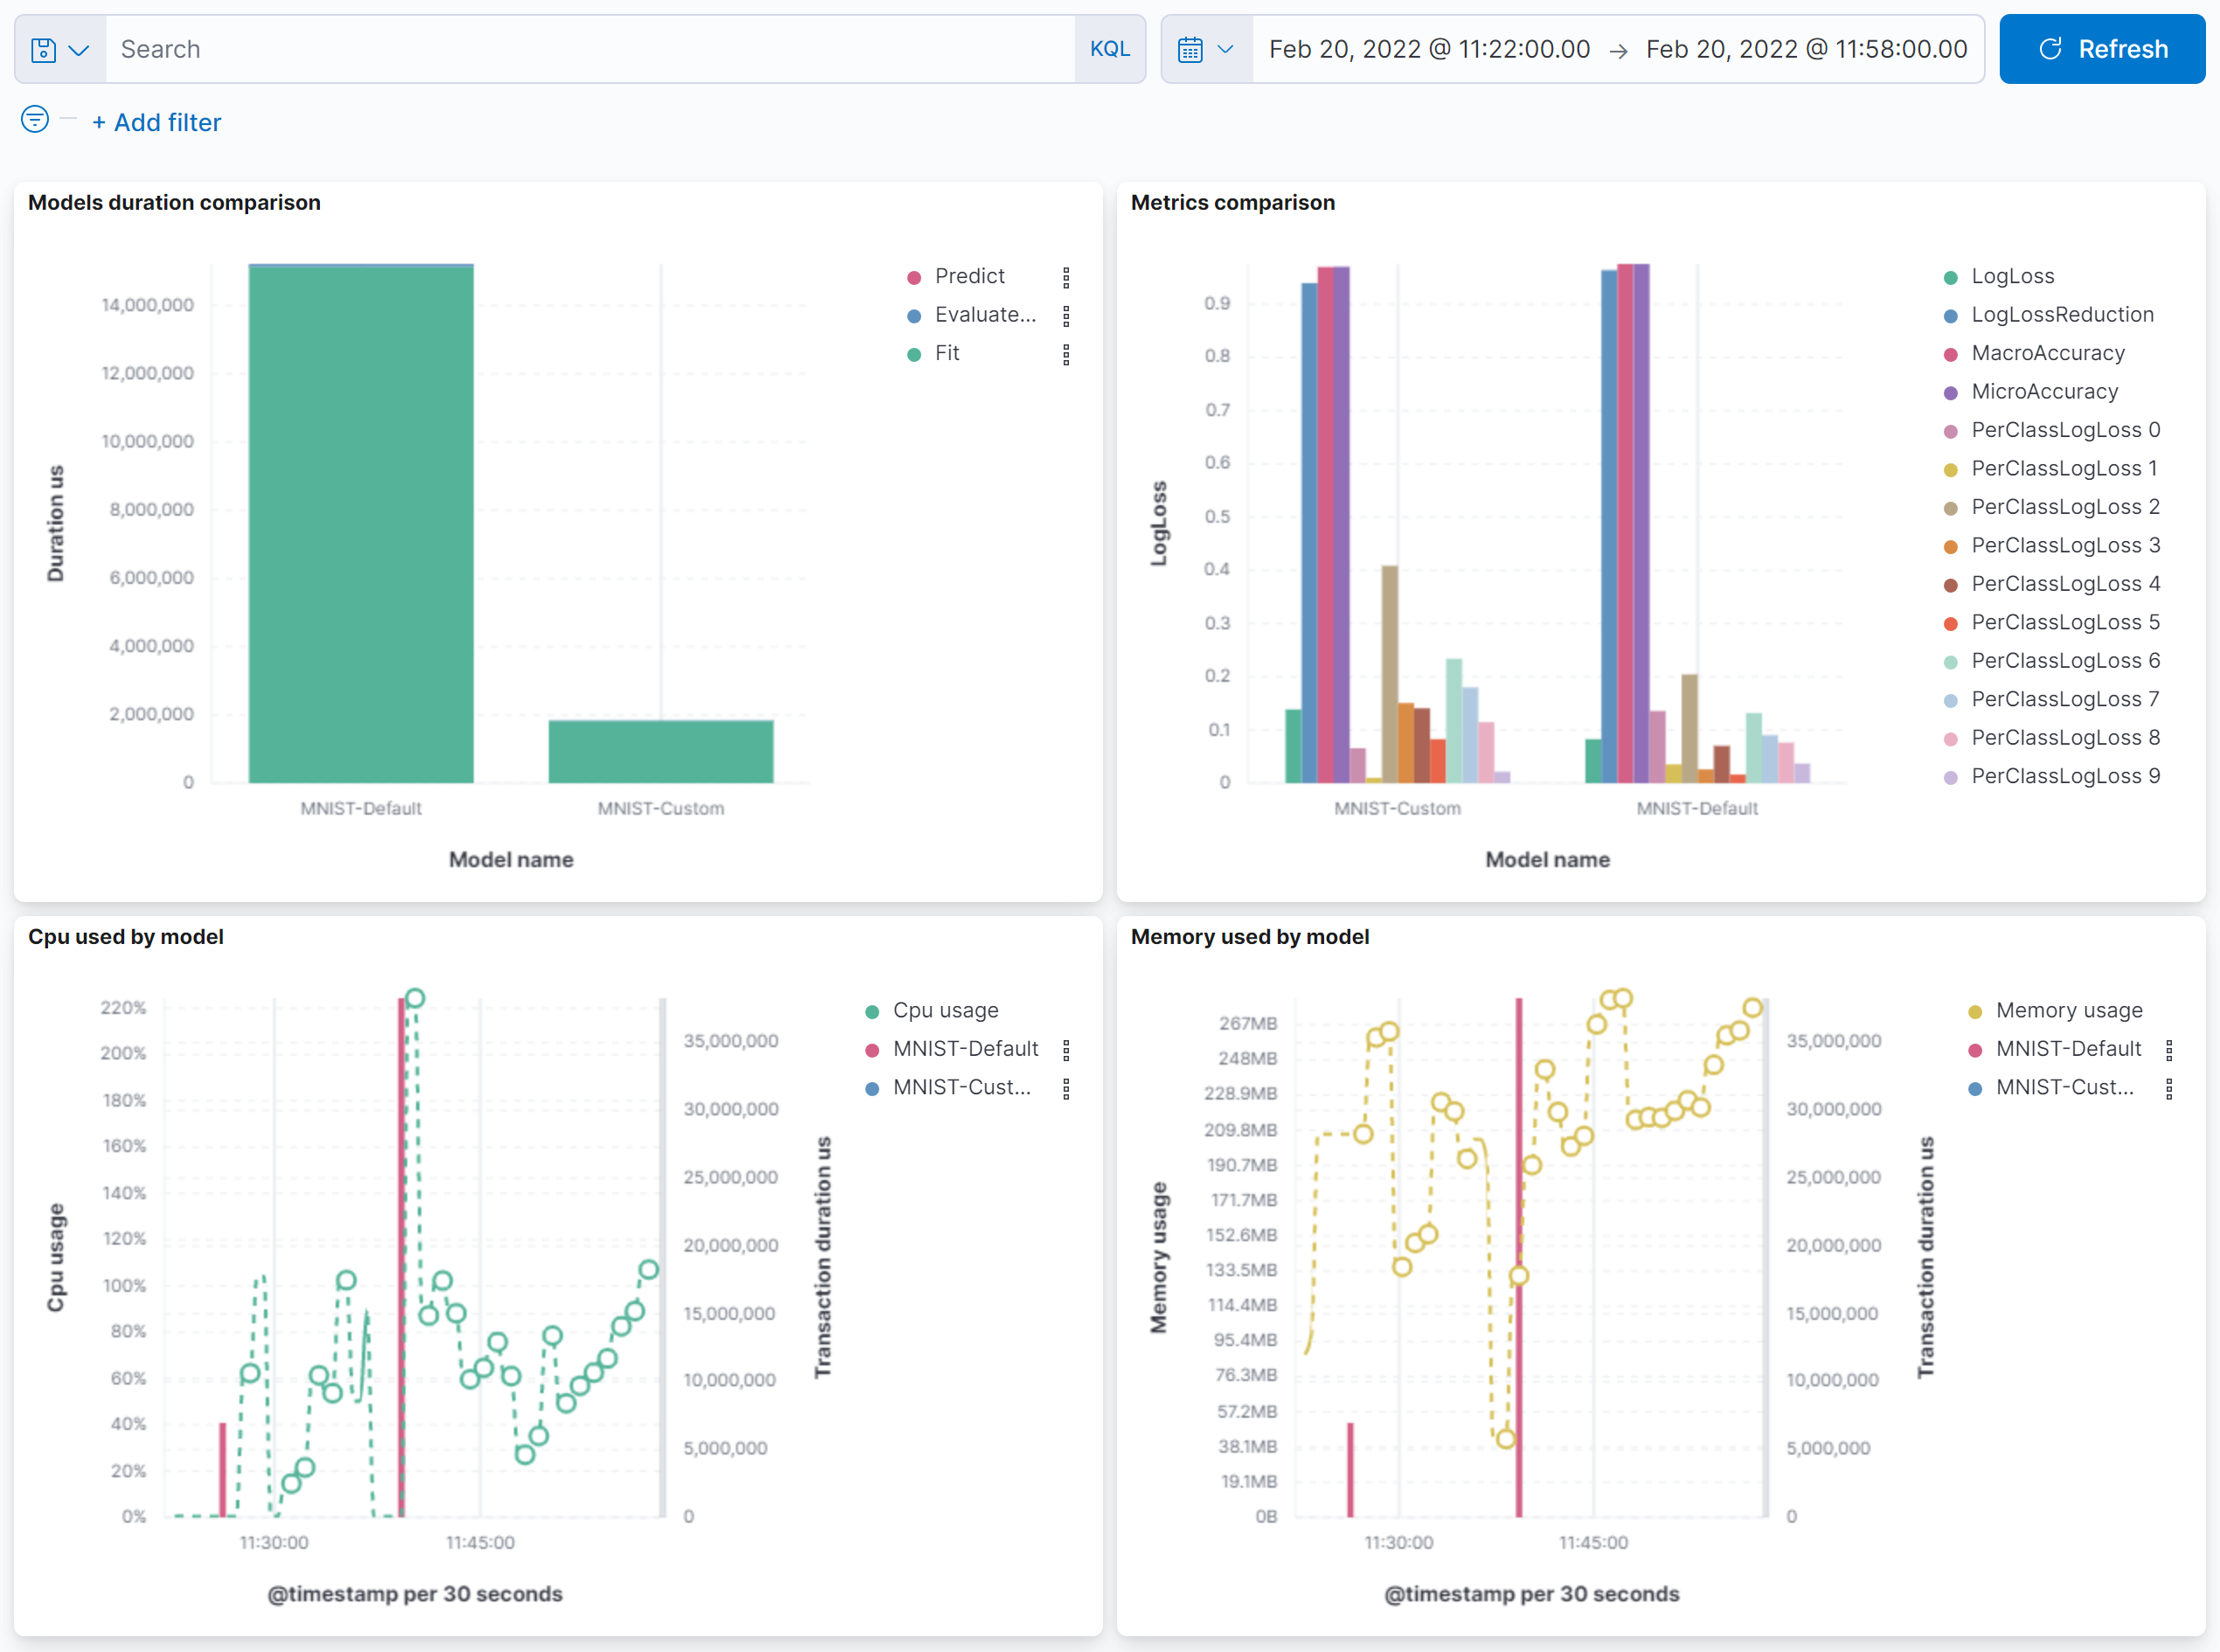 Search
KQL
Feb 20, 2022 @ 11:22:00.00 → Feb 20, 2022 @ 11:58:00.00
Refresh
+ Add filter
Models duration comparison
14,000,000
12,000,000
10,000,000
8,000,000
6,000,000
4,000,000
2,000,000
0
Duration us
MNIST-Default
MNIST-Custom
Model name
Predict
Evaluate...
Fit
Metrics comparison
0.9
0.8
0.7
0.6
0.5
0.4
0.3
0.2
0.1
0
LogLoss
MNIST-Custom
MNIST-Default
Model name
LogLoss
LogLossReduction
MacroAccuracy
MicroAccuracy
PerClassLogLoss 0
PerClassLogLoss 1
PerClassLogLoss 2
PerClassLogLoss 3
PerClassLogLoss 4
PerClassLogLoss 5
PerClassLogLoss 6
PerClassLogLoss 7
PerClassLogLoss 8
PerClassLogLoss 9
Cpu used by model
220%
200%
180%
160%
140%
120%
100%
80%
60%
40%
20%
0%
Cpu usage
35,000,000
30,000,000
25,000,000
20,000,000
15,000,000
10,000,000
5,000,000
0
Transaction duration us
11:30:00
11:45:00
@timestamp per 30 seconds
Cpu usage
MNIST-Default
MNIST-Cust...
Memory used by model
267MB
248MB
228.9MB
209.8MB
190.7MB
171.7MB
152.6MB
133.5MB
114.4MB
95.4MB
76.3MB
57.2MB
38.1MB
19.1MB
0B
Memory usage
35,000,000
30,000,000
25,000,000
20,000,000
15,000,000
10,000,000
5,000,000
0
Transaction duration us
11:30:00
11:45:00
@timestamp per 30 seconds
Memory usage
MNIST-Default
MNIST-Cust...